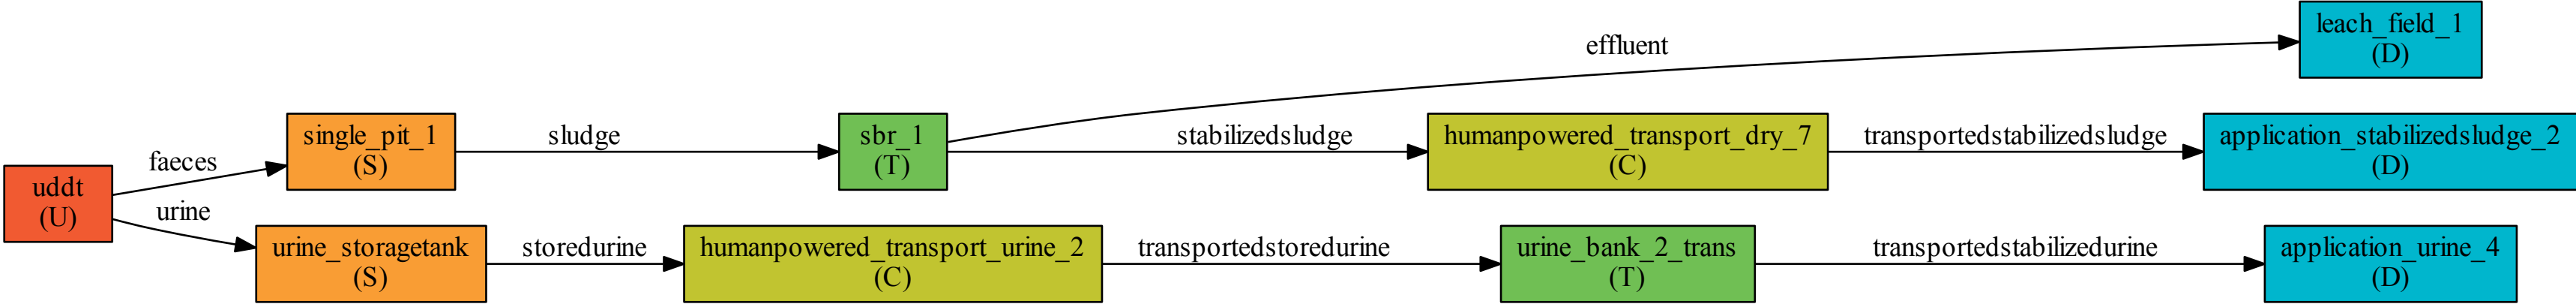 leach_field_1
(D)
effluent
single_pit_1
(S)
sludge
sbr_1
(T)
stabilizedsludge
humanpowered_transport_dry_7
(C)
transportedstabilizedsludge
application_stabilizedsludge_2
(D)
faeces
uddt
(U)
urine
urine_storagetank
(S)
storedurine
humanpowered_transport_urine_2
(C)
transportedstoredurine
urine_bank_2_trans
(T)
transportedstabilizedurine
application_urine_4
(D)